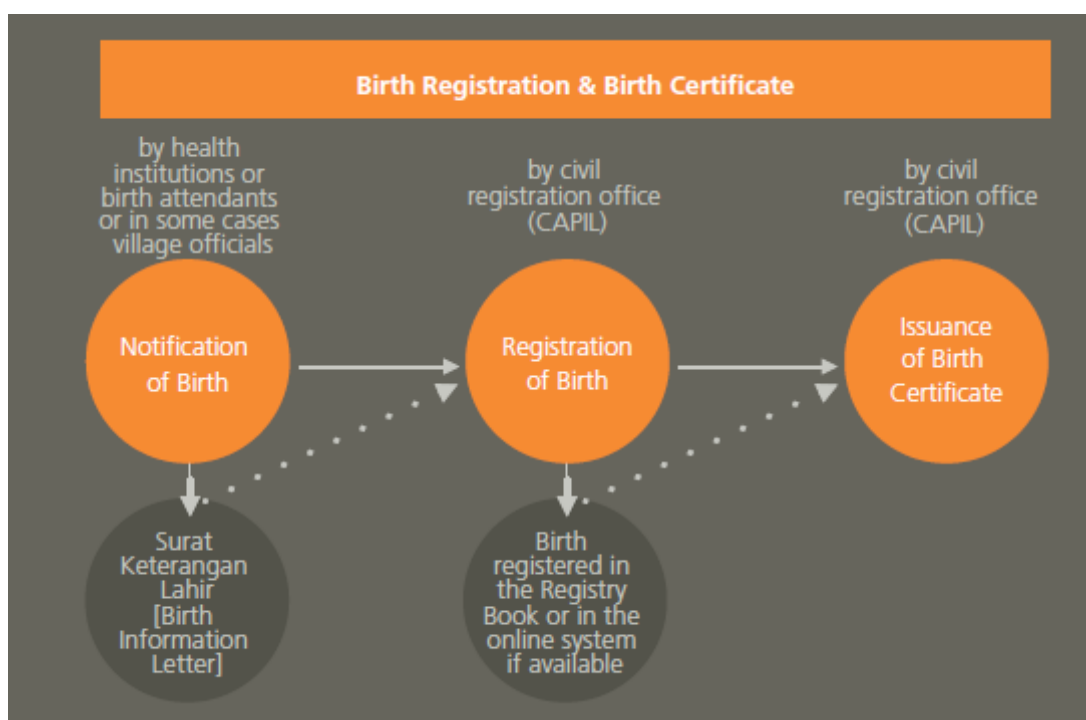 Birth Registration & Birth Certificate
by health
institutions or
birth attendants
or in some cases
village officials
by civil
registration office
(CAPIL)
by civil
registration office
(CAPIL)
Notification
of Birth
Registration
of Birth
Issuance
of Birth
Certificate
Surat
Keterangan
Lahir
[Birth
Information
Letter]
Birth
registered in
the Registry
Book or in the
online system
if available